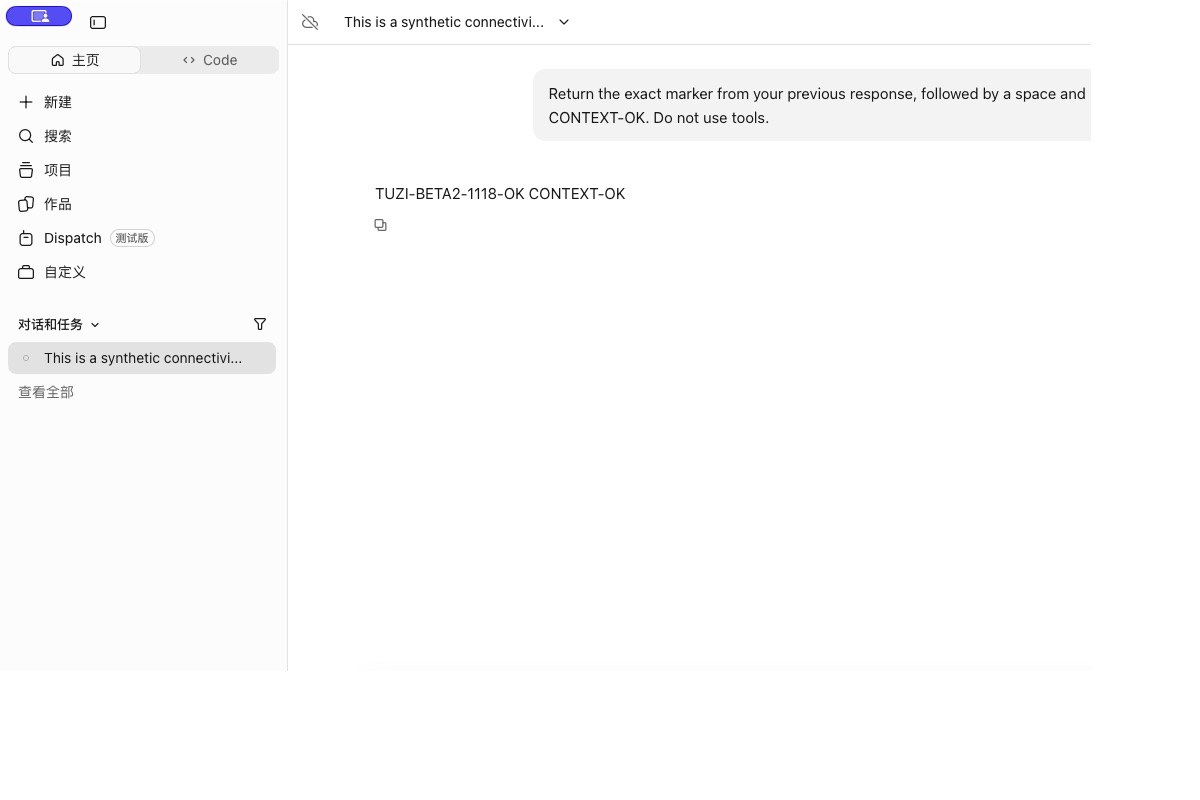 This is a synthetic connectivi...
主页
Code
新建
搜索
项目
作品
Dispatch 测试版
自定义
对话和任务
This is a synthetic connectivi...
查看全部
Return the exact marker from your previous response, followed by a space and
CONTEXT-OK. Do not use tools.
TUZI-BETA2-1118-OK CONTEXT-OK